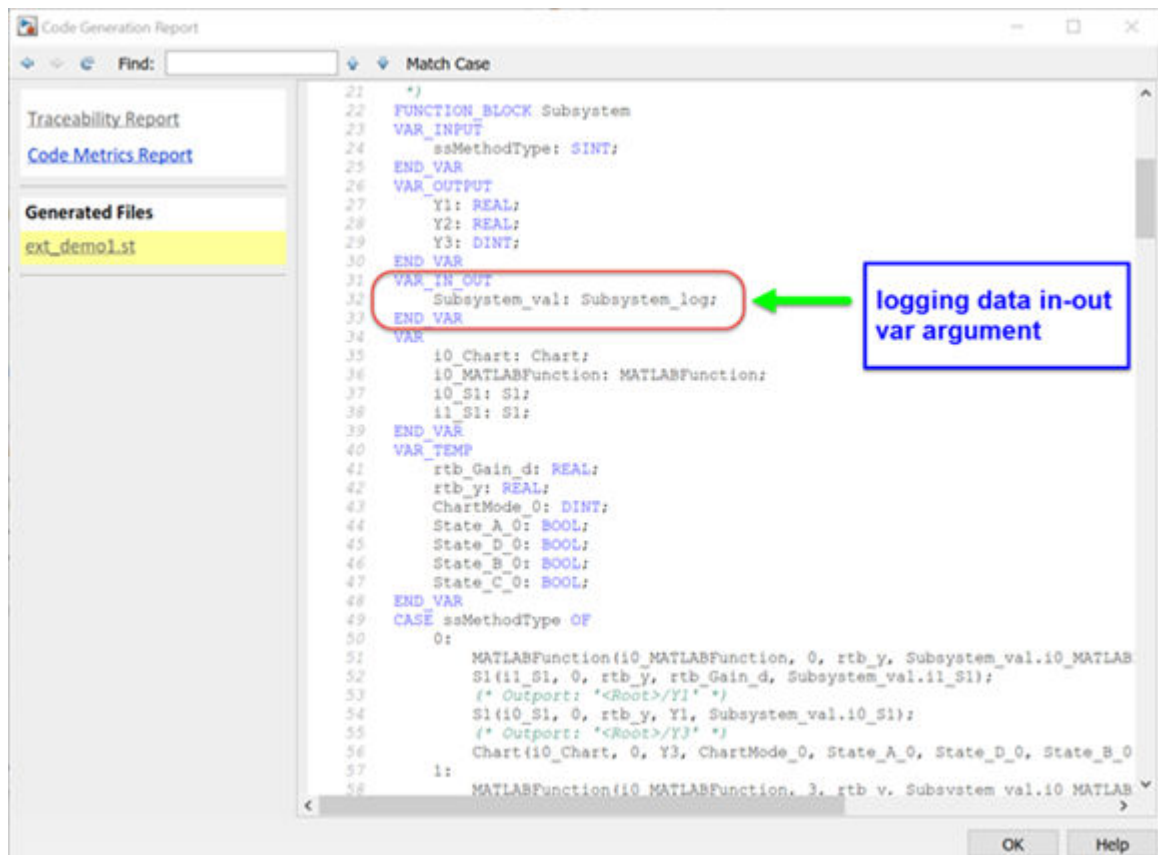 Code Generation Report
Find:
Match Case
Traceability Report
Code Metrics Report
Generated Files
ext_demo1.st
21 *)
22 FUNCTION_BLOCK Subsystem
23 VAR_INPUT
24 ssMethodType: SINT;
25 END_VAR
26 VAR_OUTPUT
27 Y1: REAL;
28 Y2: REAL;
29 Y3: DINT;
30 END_VAR
31 VAR_IN_OUT
32 Subsystem_val: Subsystem_log;
33 END_VAR
34 VAR
35 i0_Chart: Chart;
36 i0_MATLABFunction: MATLABFunction;
37 i0_S1: S1;
38 i1_S1: S1;
39 END_VAR
40 VAR_TEMP
41 rtb_Gain_d: REAL;
42 rtb_y: REAL;
43 ChartMode_0: DINT;
44 State_A_0: BOOL;
45 State_D_0: BOOL;
46 State_B_0: BOOL;
47 State_C_0: BOOL;
48 END_VAR
49 CASE ssMethodType OF
50 0:
51 MATLABFunction(i0_MATLABFunction, 0, rtb_y, Subsystem_val.i0_MATLAB
52 S1(i1_S1, 0, rtb_y, rtb_Gain_d, Subsystem_val.i1_S1);
53 (* Outport: '<Root>/Y1' *)
54 S1(i0_S1, 0, rtb_y, Y1, Subsystem_val.i0_S1);
55 (* Outport: '<Root>/Y3' *)
56 Chart(i0_Chart, 0, Y3, ChartMode_0, State_A_0, State_D_0, State_B_0
57 1:
58 MATLABFunction(i0_MATLABFunction, 3, rtb_y, Subsystem_val.i0_MATLAB
logging data in-out
var argument
OK
Help